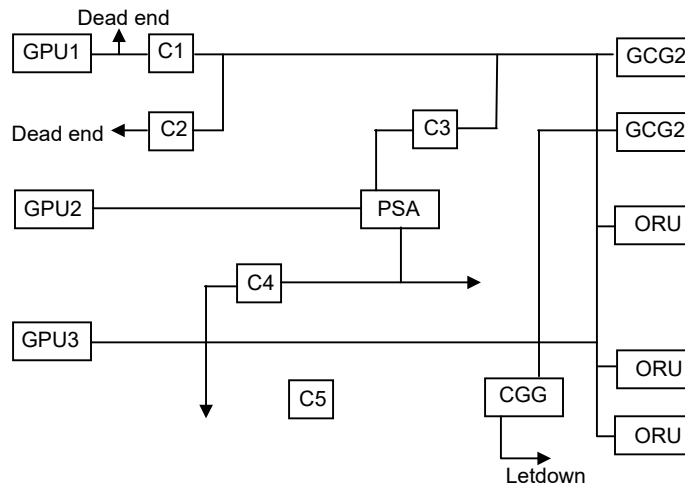 Dead end
GPU1
C1
GCG2
Dead end
C2
C3
GCG2
GPU2
PSA
ORU
C4
GPU3
ORU
C5
CGG
ORU
Letdown